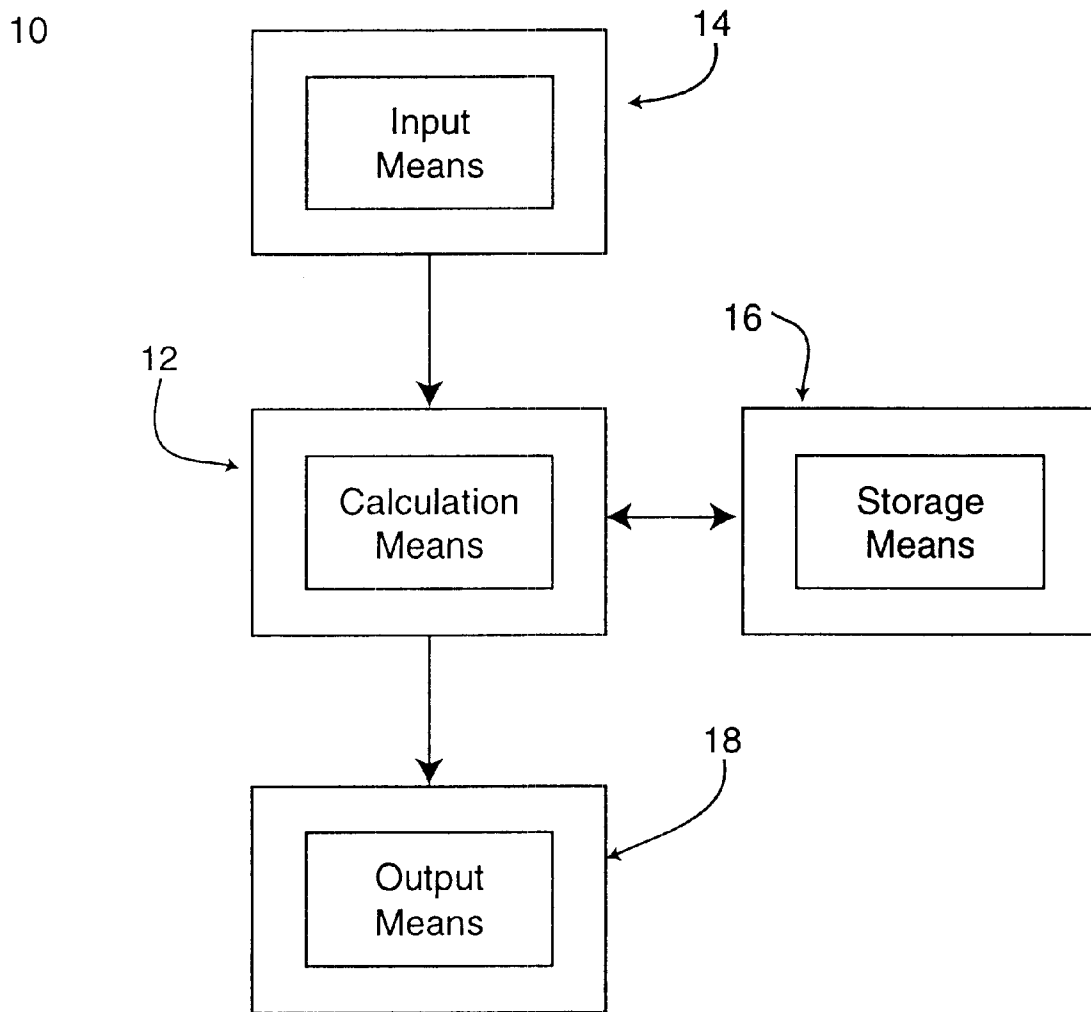 10
14
Input
Means
16
12
Calculation
Means
Storage
Means
18
Output
Means